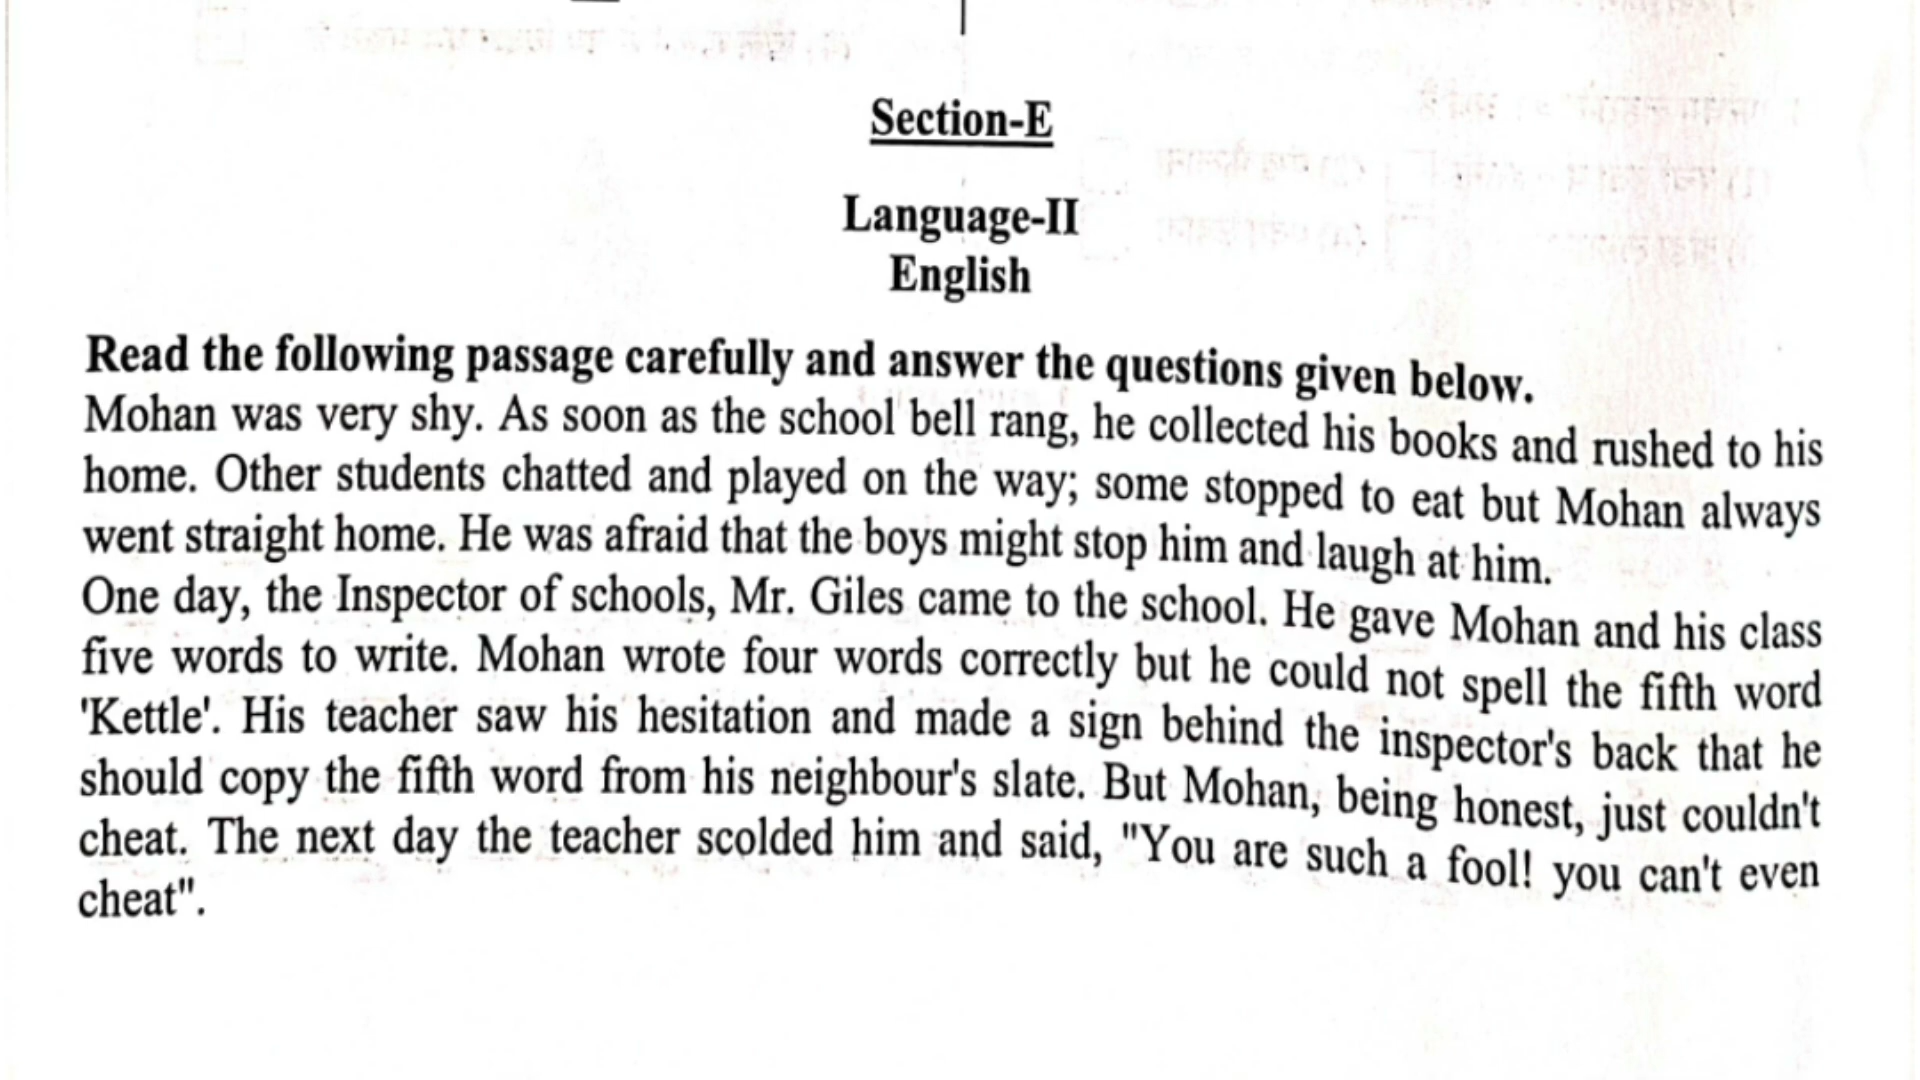 Section-E
Language-II
English
Read the following passage carefully and answer the questions given below.
Mohan was very shy. As soon as the school bell rang, he collected his books and rushed to his
home. Other students chatted and played on the way; some stopped to eat but Mohan always
went straight home. He was afraid that the boys might stop him and laugh at him.
One day, the Inspector of schools, Mr. Giles came to the school. He gave Mohan and his class
five words to write. Mohan wrote four words correctly but he could not spell the fifth word
'Kettle'. His teacher saw his hesitation and made a sign behind the inspector's back that he
should copy the fifth word from his neighbour's slate. But Mohan, being honest, just couldn't
cheat. The next day the teacher scolded him and said, "You are such a fool! you can't even
cheat".